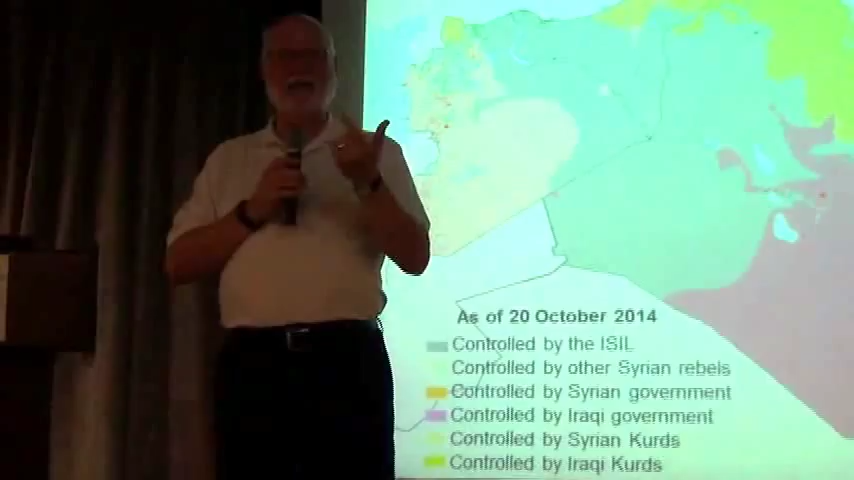 As of 20 October 2014
Controlled by the ISIL
Controlled by other Syrian rebels
Controlled by Syrian government
Controlled by Iraqi government
Controlled by Syrian Kurds
Controlled by Iraqi Kurds